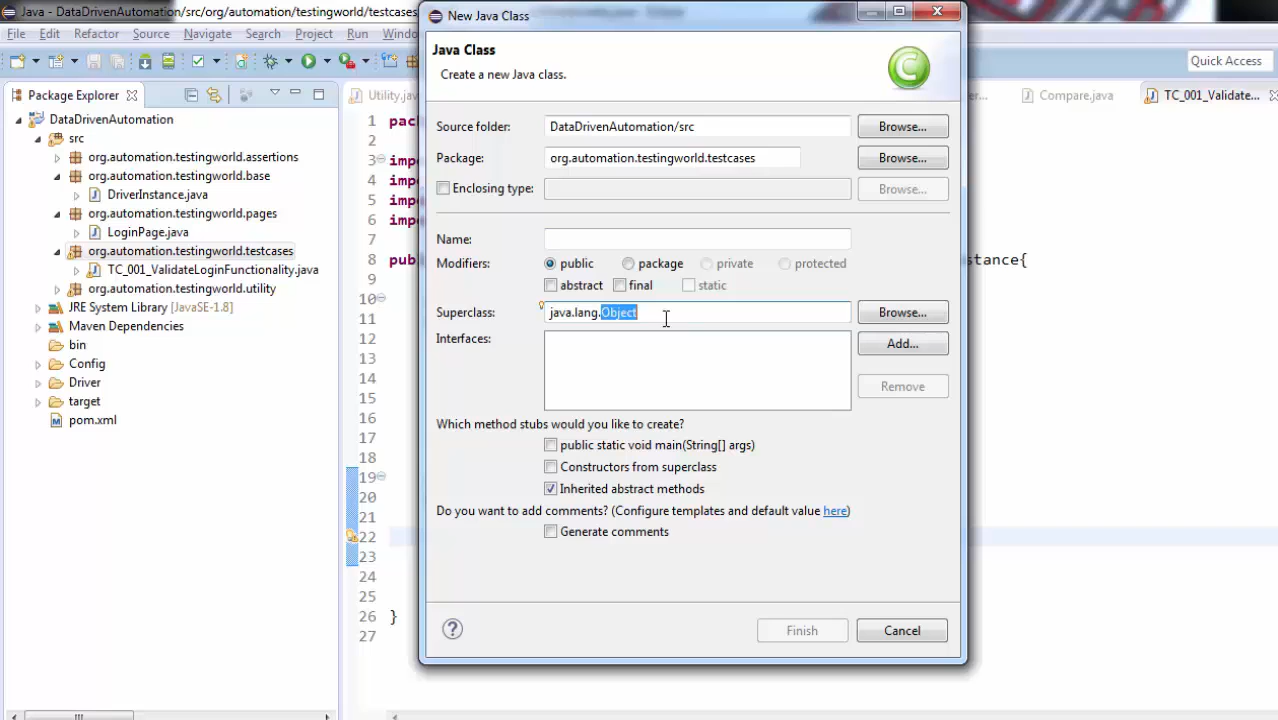 Java - DataDrivenAutomation/src/org/automation/testingworld/testcases
New Java Class
File Edit Refactor Source Navigate Search Project Run Windo
Java Class
Create a new Java class.
Quick Access
Package Explorer
Utility.jav
er...
Compare.java
TC_001_Validate...
DataDrivenAutomation
src
org.automation.testingworld.assertions
org.automation.testingworld.base
DriverInstance.java
org.automation.testingworld.pages
LoginPage.java
org.automation.testingworld.testcases
TC_001_ValidateLoginFunctionality.java
org.automation.testingworld.utility
JRE System Library [JavaSE-1.8]
Maven Dependencies
bin
Config
Driver
target
pom.xml
1 pac
2
3 impo
4 impo
5 impo
6 impo
7
8 publ
stance{
9
10
11
12
13
14
15
16
17
18
19
20
21
22
23
24
25
26 }
27
Source folder: DataDrivenAutomation/src Browse...
Package: org.automation.testingworld.testcases Browse...
Enclosing type: Browse...
Name:
Modifiers: public package private protected
abstract final static
Superclass: java.lang.Object Browse...
Interfaces: Add...
Remove
Which method stubs would you like to create?
public static void main(String[] args)
Constructors from superclass
Inherited abstract methods
Do you want to add comments? (Configure templates and default value here)
Generate comments
? Finish Cancel